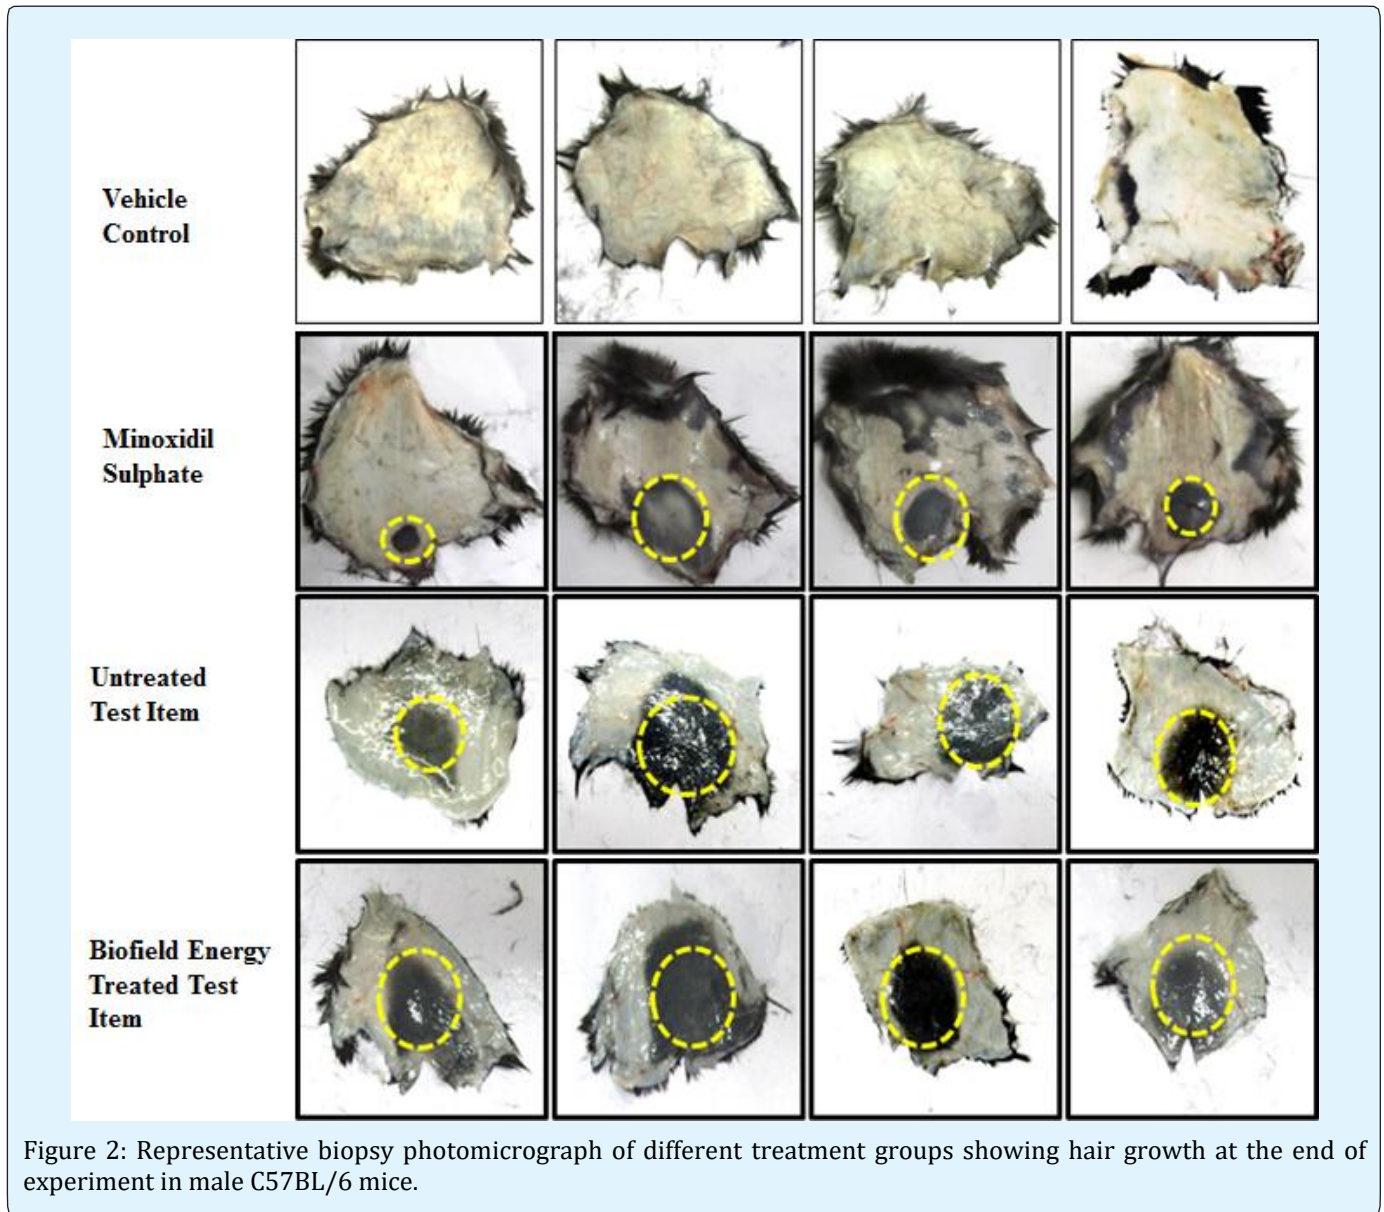 Vehicle
Control
Minoxidil
Sulphate
Untreated
Test Item
Biofield Energy
Treated Test
Item
Figure 2: Representative biopsy photomicrograph of different treatment groups showing hair growth at the end of
experiment in male C57BL/6 mice.